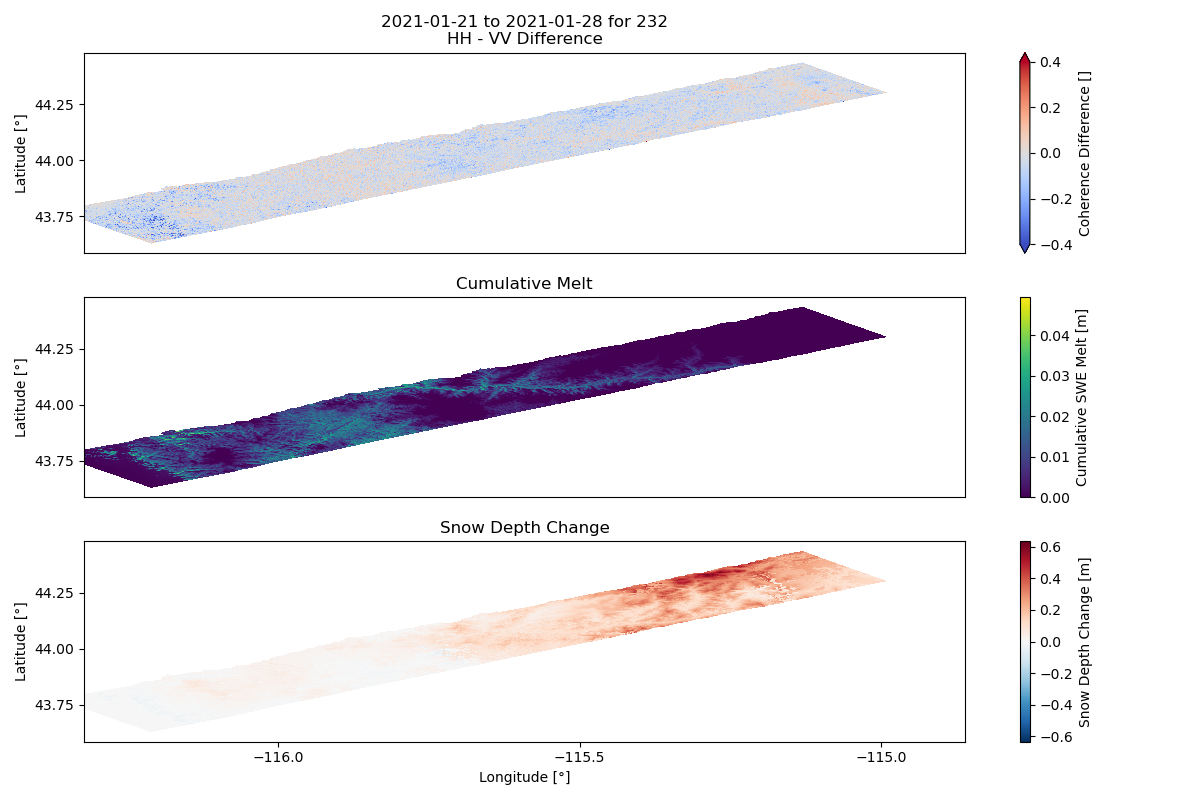 2021-01-21 to 2021-01-28 for 232
HH - VV Difference
44.25
44.00
43.75
Latitude [°]
0.4
0.2
0.0
−0.2
−0.4
Coherence Difference []
Cumulative Melt
44.25
44.00
43.75
Latitude [°]
0.04
0.03
0.02
0.01
0.00
Cumulative SWE Melt [m]
Snow Depth Change
44.25
44.00
43.75
Latitude [°]
−116.0
−115.5
−115.0
Longitude [°]
0.6
0.4
0.2
0.0
−0.2
−0.4
−0.6
Snow Depth Change [m]